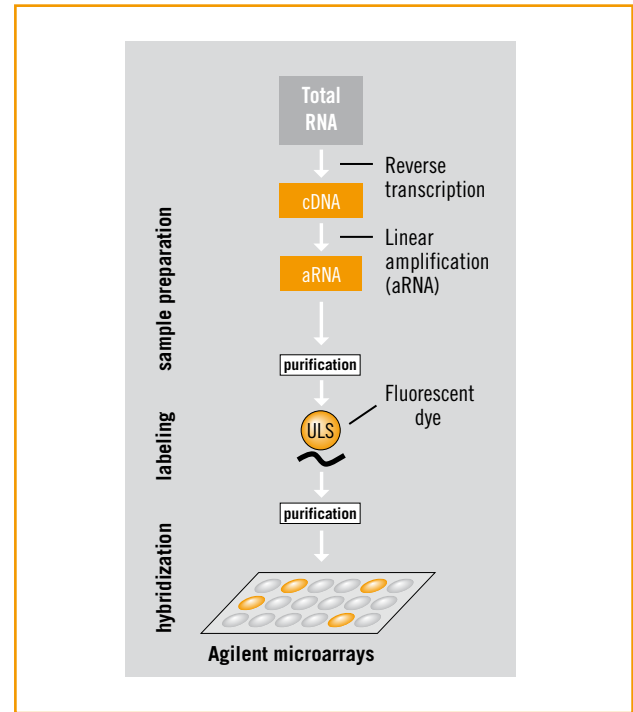 Total
RNA
Reverse
transcription
cDNA
Linear
amplification
(aRNA)
aRNA
sample preparation
purification
Fluorescent
dye
ULS
labeling
purification
hybridization
Agilent microarrays